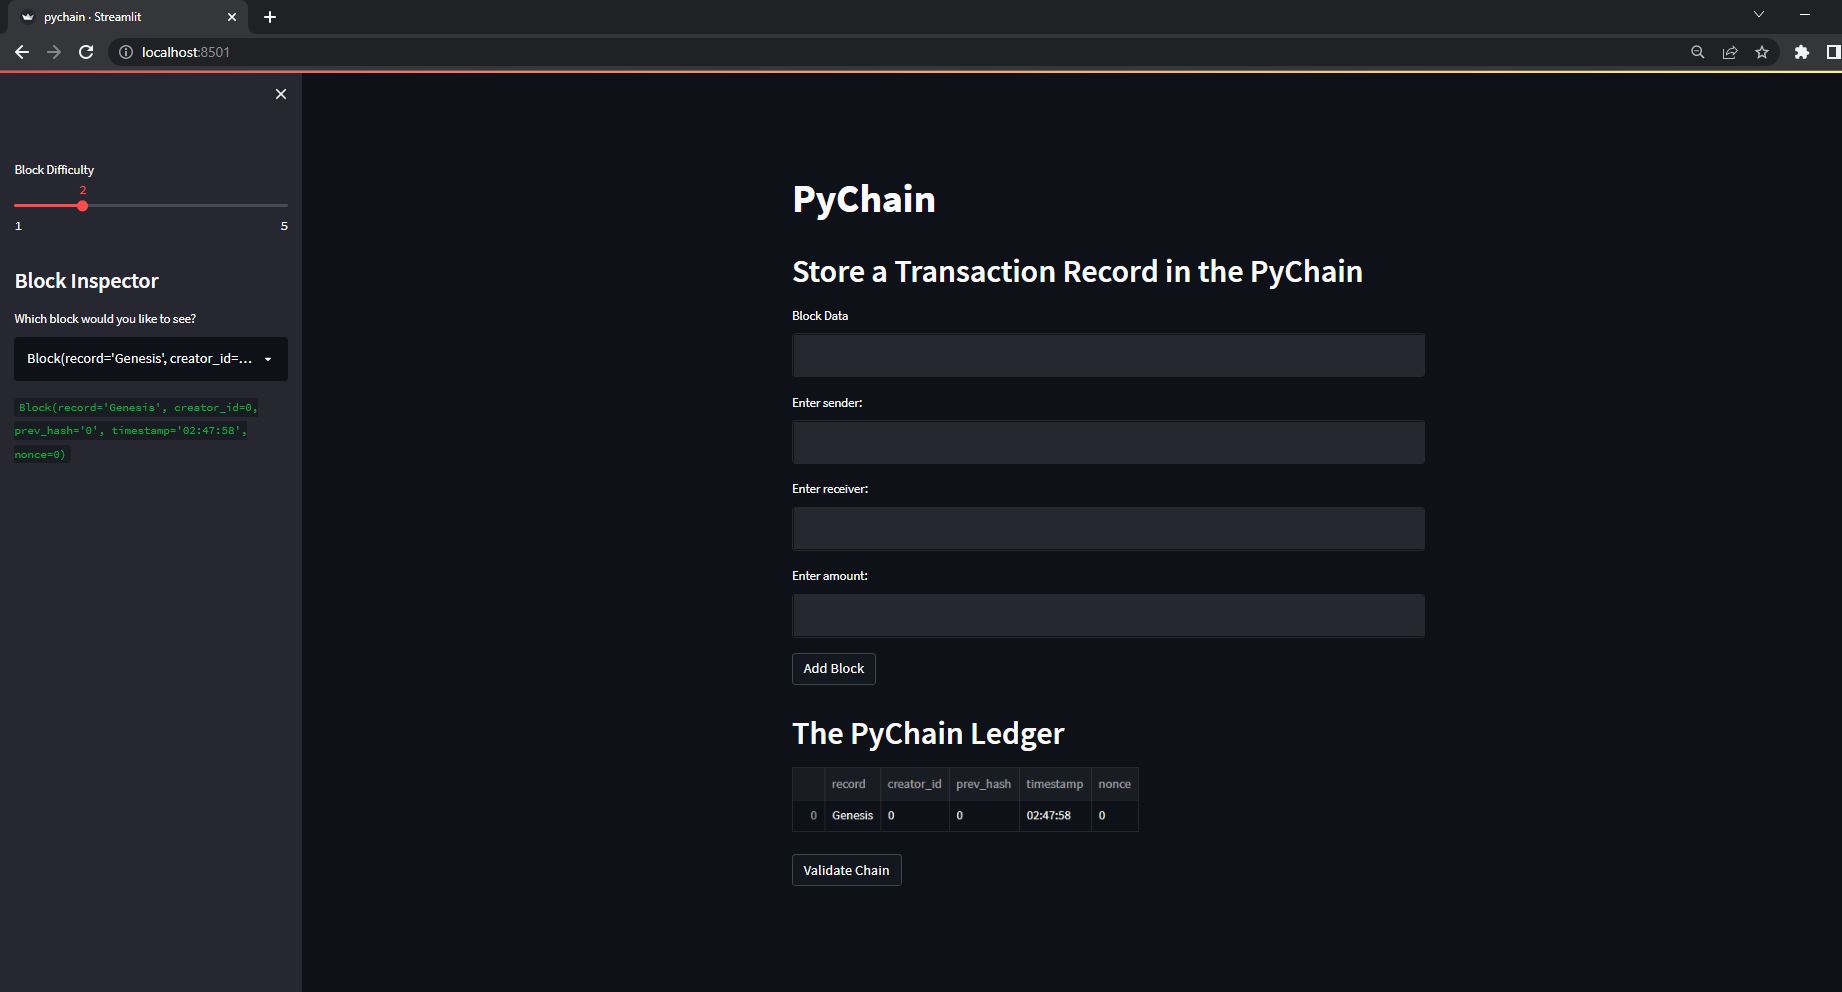 pychain · Streamlit
localhost:8501
Block Difficulty
2
1 5
Block Inspector
Which block would you like to see?
Block(record='Genesis', creator_id=...
Block(record='Genesis', creator_id=0,
prev_hash='0', timestamp='02:47:58',
nonce=0)
PyChain
Store a Transaction Record in the PyChain
Block Data
Enter sender:
Enter receiver:
Enter amount:
Add Block
The PyChain Ledger
record creator_id prev_hash timestamp nonce
0 Genesis 0 0 02:47:58 0
Validate Chain